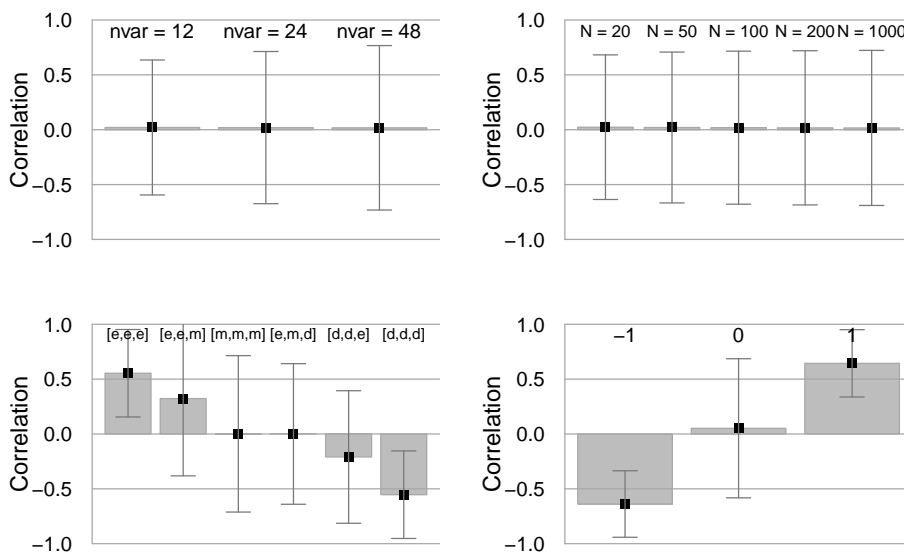 1.0
nvar = 12 nvar = 24 nvar = 48
0.5
0.0
−0.5
−1.0
Correlation
1.0
N = 20 N = 50 N = 100 N = 200 N = 1000
0.5
0.0
−0.5
−1.0
Correlation
1.0
[e,e,e] [e,e,m] [m,m,m] [e,m,d] [d,d,e] [d,d,d]
0.5
0.0
−0.5
−1.0
Correlation
1.0
−1 0 1
0.5
0.0
−0.5
−1.0
Correlation